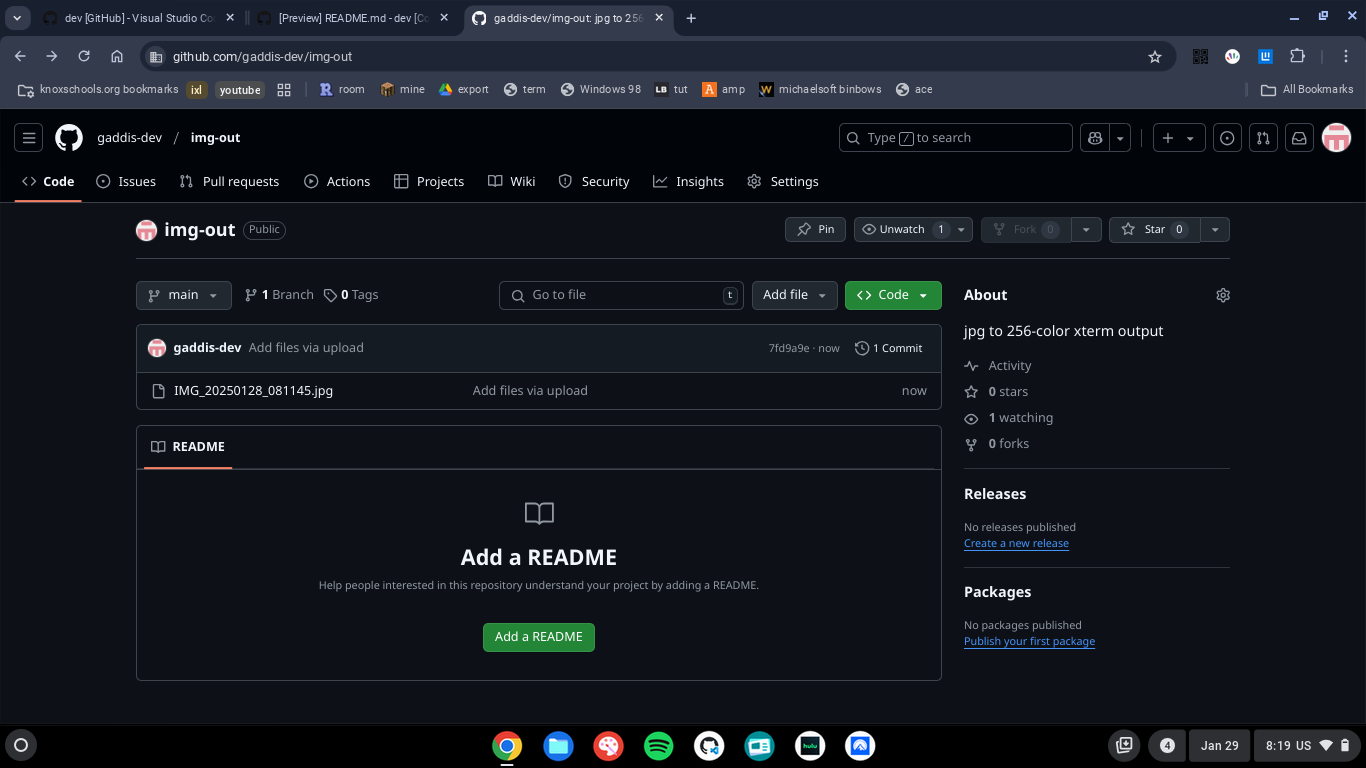 dev [GitHub] - Visual Studio Co
[Preview] README.md - dev [Co
gaddis-dev/img-out: jpg to 256
github.com/gaddis-dev/img-out
knoxschools.org bookmarks ixl youtube room mine export term Windows 98 LB tut amp michaelsoft binbows ace All Bookmarks
gaddis-dev / img-out Type / to search
Code Issues Pull requests Actions Projects Wiki Security Insights Settings
img-out Public Pin Unwatch 1 Fork 0 Star 0
main 1 Branch 0 Tags Go to file t Add file Code
About
jpg to 256-color xterm output
Activity
0 stars
1 watching
0 forks
gaddis-dev Add files via upload 7fd9a9e · now 1 Commit
IMG_20250128_081145.jpg Add files via upload now
README
Add a README
Help people interested in this repository understand your project by adding a README.
Add a README
Releases
No releases published
Create a new release
Packages
No packages published
Publish your first package
hulu
4 Jan 29 8:19 US